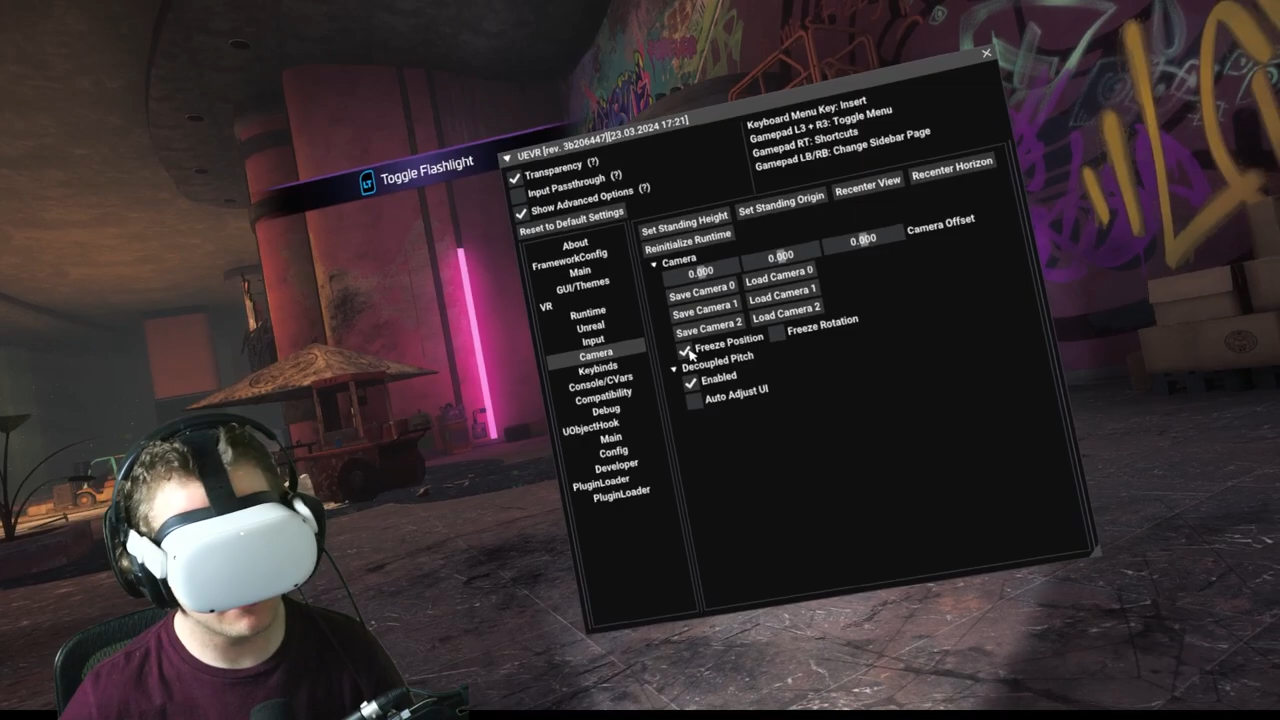 LT Toggle Flashlight
UEVR [rev. 3b206447][23.03.2024 17:21]
Transparency (?)
Input Passthrough (?)
Show Advanced Options (?)
Reset to Default Settings
Keyboard Menu Key: Insert
Gamepad L3 + R3: Toggle Menu
Gamepad RT: Shortcuts
Gamepad LB/RB: Change Sidebar Page
About
FrameworkConfig
Main
GUI/Themes
VR
Runtime
Unreal
Input
Camera
Keybinds
Console/CVars
Compatibility
Debug
UObjectHook
Main
Config
Developer
PluginLoader
PluginLoader
Set Standing Height Set Standing Origin Recenter View Recenter Horizon
Reinitialize Runtime
Camera
0.000 0.000 0.000 Camera Offset
Save Camera 0 Load Camera 0
Save Camera 1 Load Camera 1
Save Camera 2 Load Camera 2
Freeze Position Freeze Rotation
Decoupled Pitch
Enabled
Auto Adjust UI